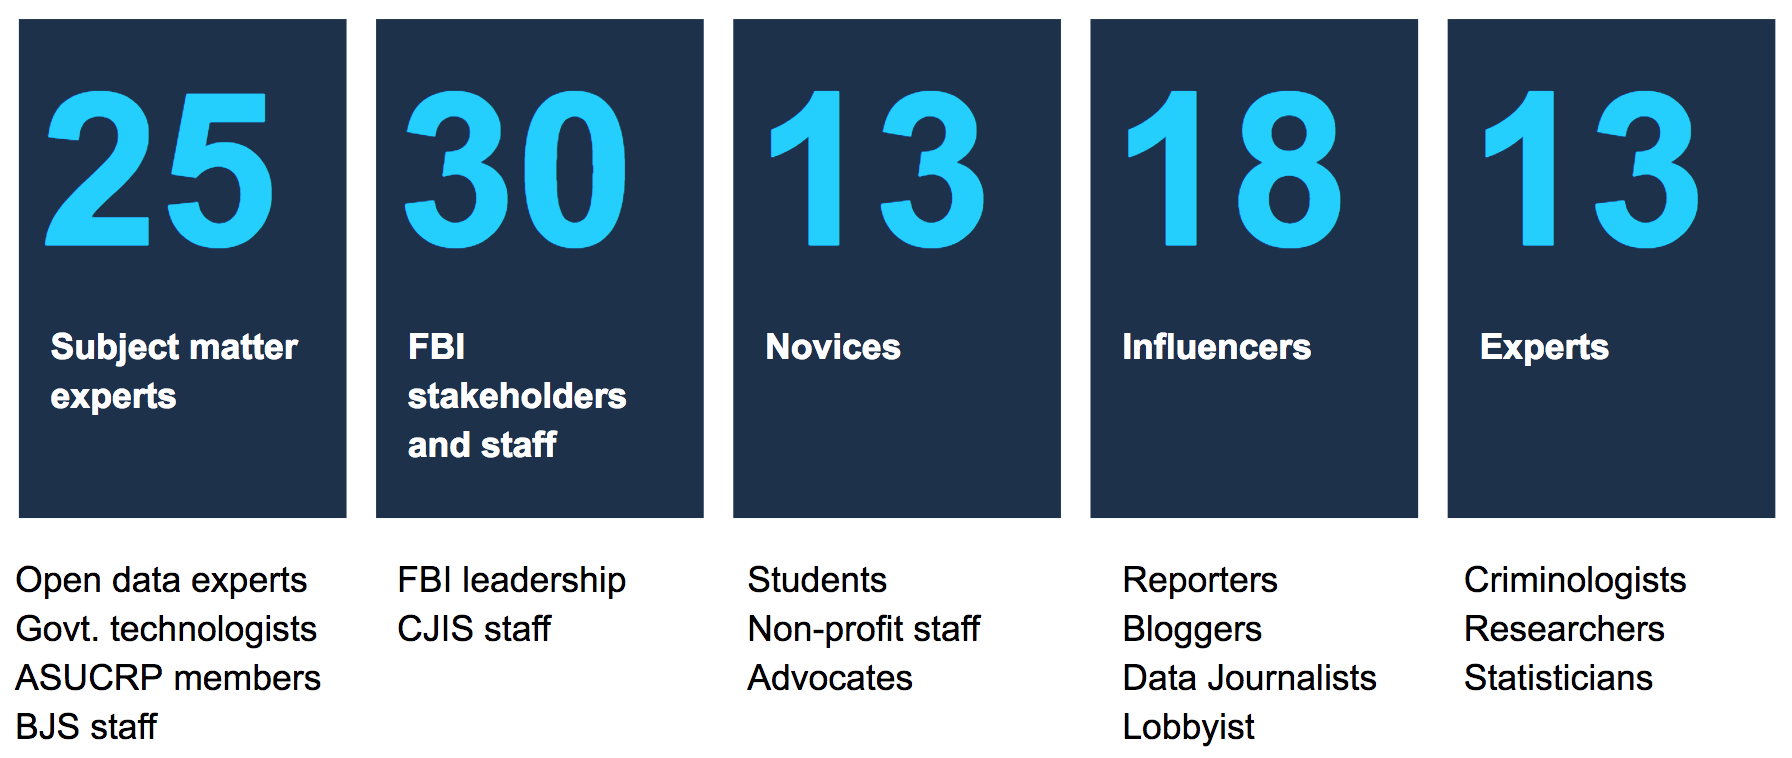 25
Subject matter
experts
Open data experts
Govt. technologists
ASUCRP members
BJS staff
30
FBI
stakeholders
and staff
FBI leadership
CJIS staff
13
Novices
Students
Non-profit staff
Advocates
18
Influencers
Reporters
Bloggers
Data Journalists
Lobbyist
13
Experts
Criminologists
Researchers
Statisticians